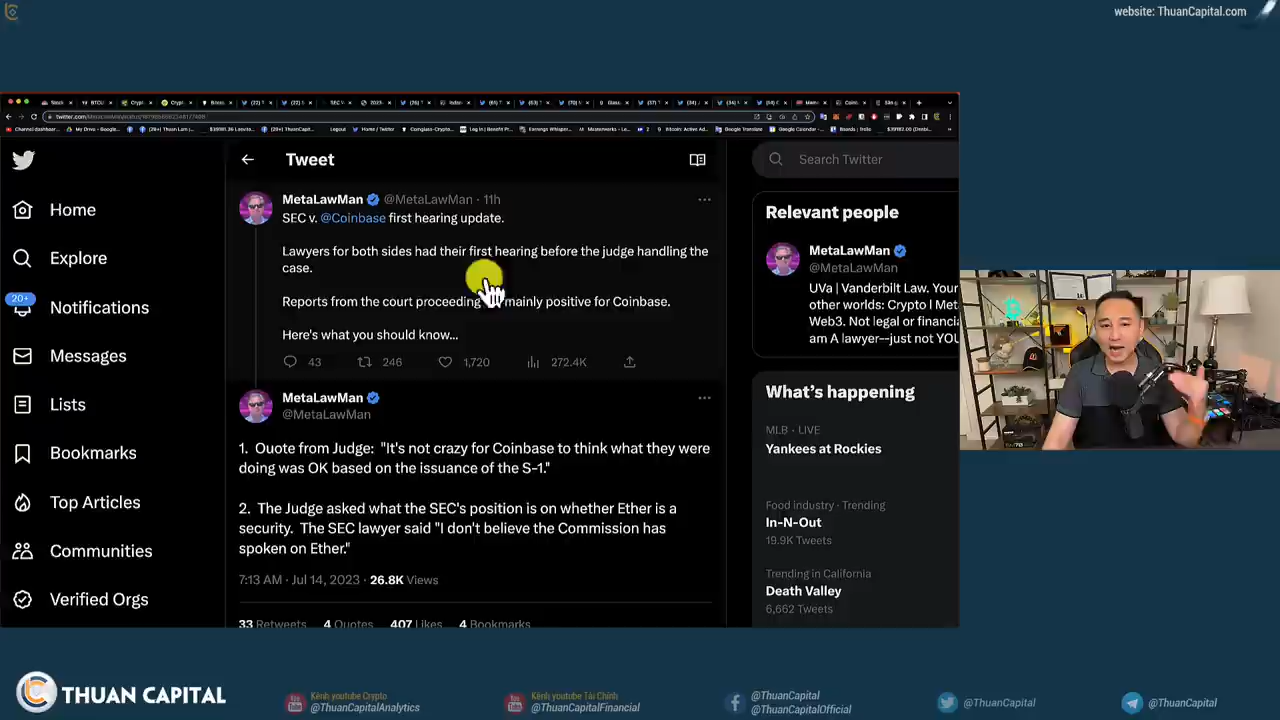 website: ThuanCapital.com
Tweet
Search Twitter
Home
Explore
20+
Notifications
Messages
Lists
Bookmarks
Top Articles
Communities
Verified Orgs
MetaLawMan @MetaLawMan · 11h
SEC v. @Coinbase first hearing update.
Lawyers for both sides had their first hearing before the judge handling the
case.
Reports from the court proceeding mainly positive for Coinbase.
Here's what you should know...
43 246 1,720 272.4K
MetaLawMan
@MetaLawMan
1. Quote from Judge: "It's not crazy for Coinbase to think what they were
doing was OK based on the issuance of the S-1."
2. The Judge asked what the SEC's position is on whether Ether is a
security. The SEC lawyer said "I don't believe the Commission has
spoken on Ether."
7:13 AM · Jul 14, 2023 · 26.8K Views
33 Retweets 4 Quotes 407 Likes 4 Bookmarks
Relevant people
MetaLawMan
@MetaLawMan
UVa | Vanderbilt Law. Your
other worlds: Crypto | Met
Web3. Not legal or financi
am A lawyer--just not YOU
What's happening
MLB · LIVE
Yankees at Rockies
Food industry · Trending
In-N-Out
19.9K Tweets
Trending in California
Death Valley
6,662 Tweets
THUAN CAPITAL
Kênh youtube Crypto
@ThuanCapitalAnalytics
Kênh youtube Tài Chính
@ThuanCapitalFinancial
@ThuanCapital
@ThuanCapitalOfficial
@ThuanCapital
@ThuanCapital